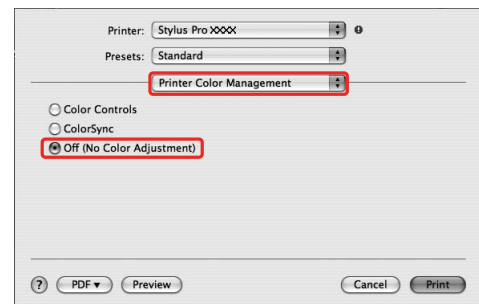 Printer: Stylus Pro XXXX
Presets: Standard
Printer Color Management
Color Controls
ColorSync
Off (No Color Adjustment)
? PDF▼ Preview Cancel Print